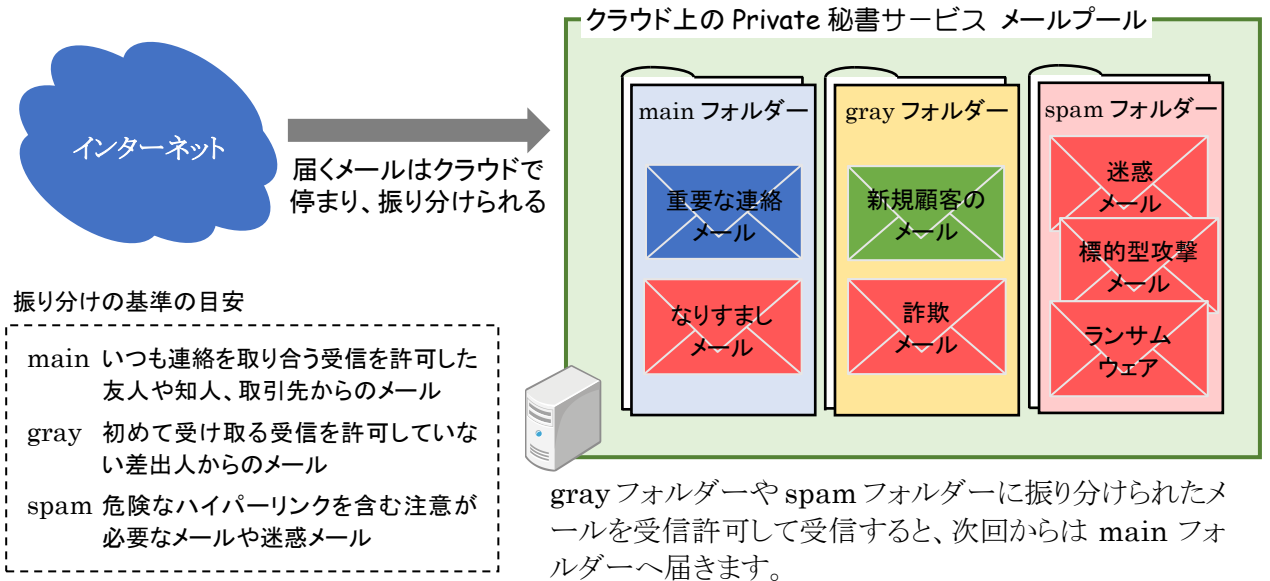 クラウド上の Private 秘書サービス メールプール
インターネット
届くメールはクラウドで
停まり、振り分けられる
main フォルダー
重要な連絡
メール
なりすまし
メール
gray フォルダー
新規顧客の
メール
詐欺
メール
spam フォルダー
迷惑
メール
標的型攻撃
メール
ランサム
ウェア
振り分けの基準の目安
main いつも連絡を取り合う受信を許可した
友人や知人、取引先からのメール
gray 初めて受け取る受信を許可していな
い差出人からのメール
spam 危険なハイパーリンクを含む注意が
必要なメールや迷惑メール
gray フォルダーや spam フォルダーに振り分けられたメ
ールを受信許可して受信すると、次回からは main フォ
ルダーへ届きます。